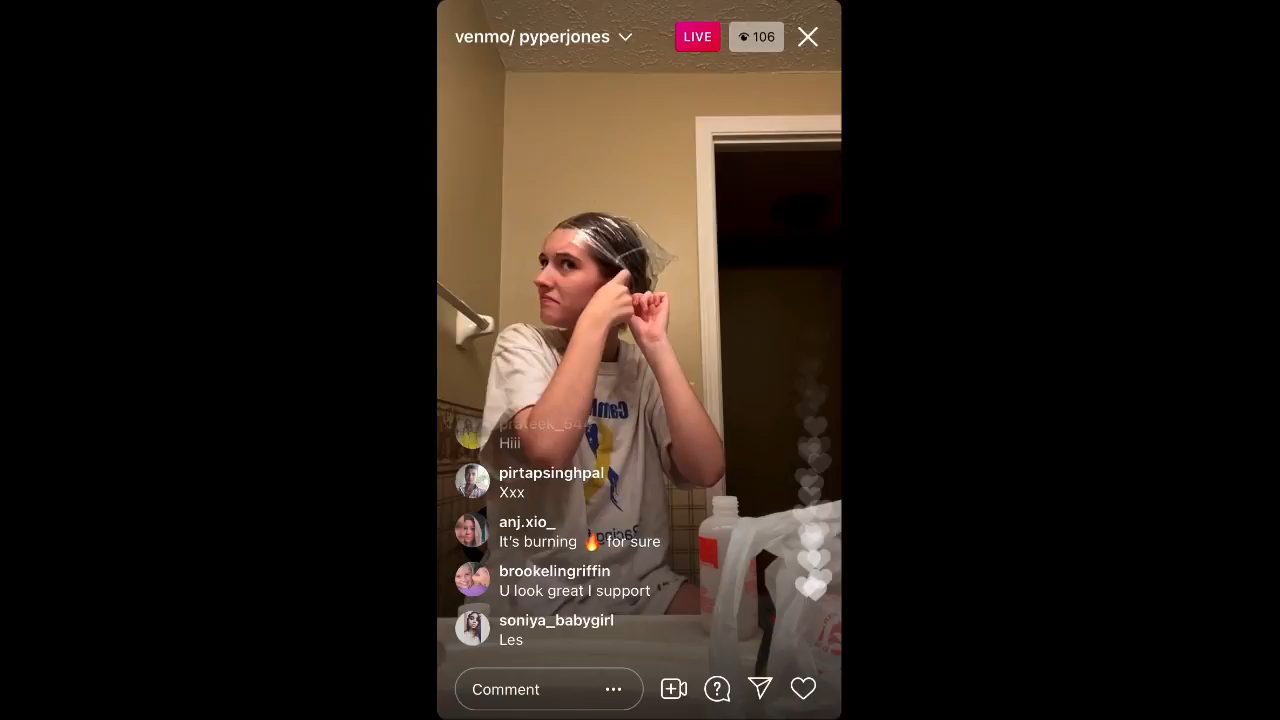 venmo/ pyperjones
LIVE
106
prateek_644
Hiii
pirtapsinghpal
Xxx
anj.xio_
It's burning 🔥 for sure
brookelingriffin
U look great I support
soniya_babygirl
Les
Comment